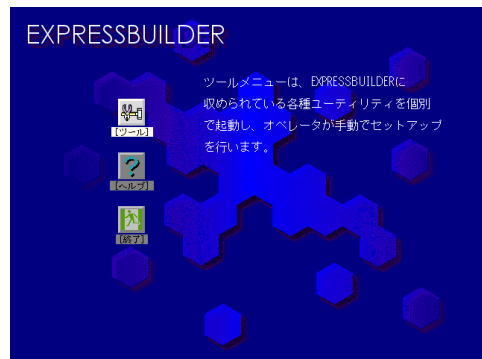 EXPRESSBUILDER
ツールメニューは、EXPRESSBUILDERに
収められている各種ユーティリティを個別
で起動し、オペレータが手動でセットアップ
を行います。
[ツール]
[ヘルプ]
[終了]